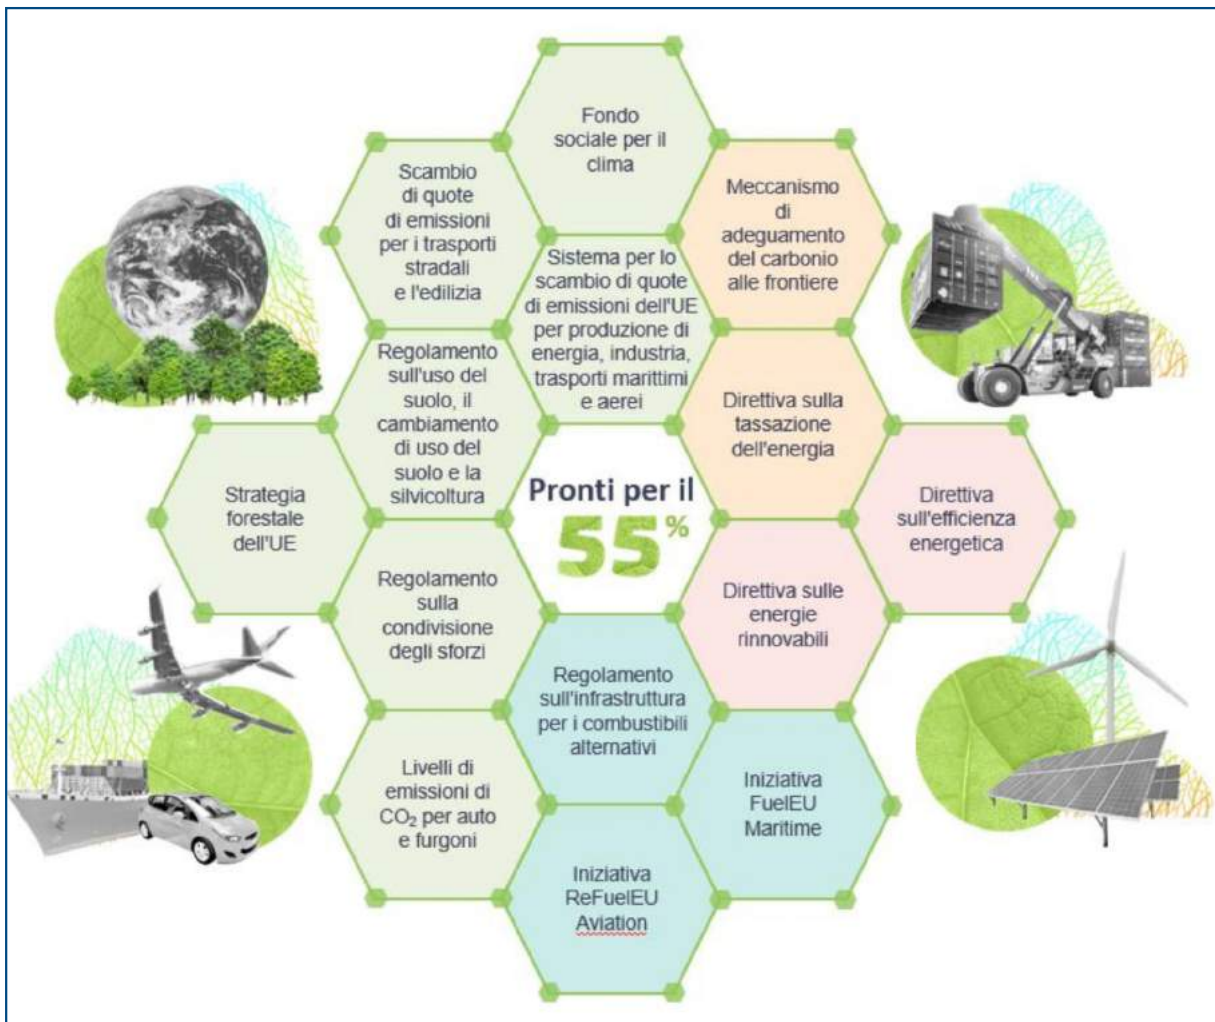 Fondo
sociale per il
clima
Scambio
di quote
di emissioni
per i trasporti
stradali
e l'edilizia
Meccanismo
di
adeguamento
del carbonio
alle frontiere
Sistema per lo
scambio di quote
di emissioni dell'UE
per produzione di
energia, industria,
trasporti marittimi
e aerei
Regolamento
sull'uso del
suolo, il
cambiamento
di uso del
suolo e la
silvicoltura
Direttiva sulla
tassazione
dell'energia
Strategia
forestale
dell'UE
Pronti per il
55%
Direttiva
sull'efficienza
energetica
Regolamento
sulla
condivisione
degli sforzi
Direttiva sulle
energie
rinnovabili
Regolamento
sull'infrastruttura
per i combustibili
alternativi
Livelli di
emissioni di
CO₂ per auto
e furgoni
Iniziativa
FuelEU
Maritime
Iniziativa
ReFuelEU
Aviation